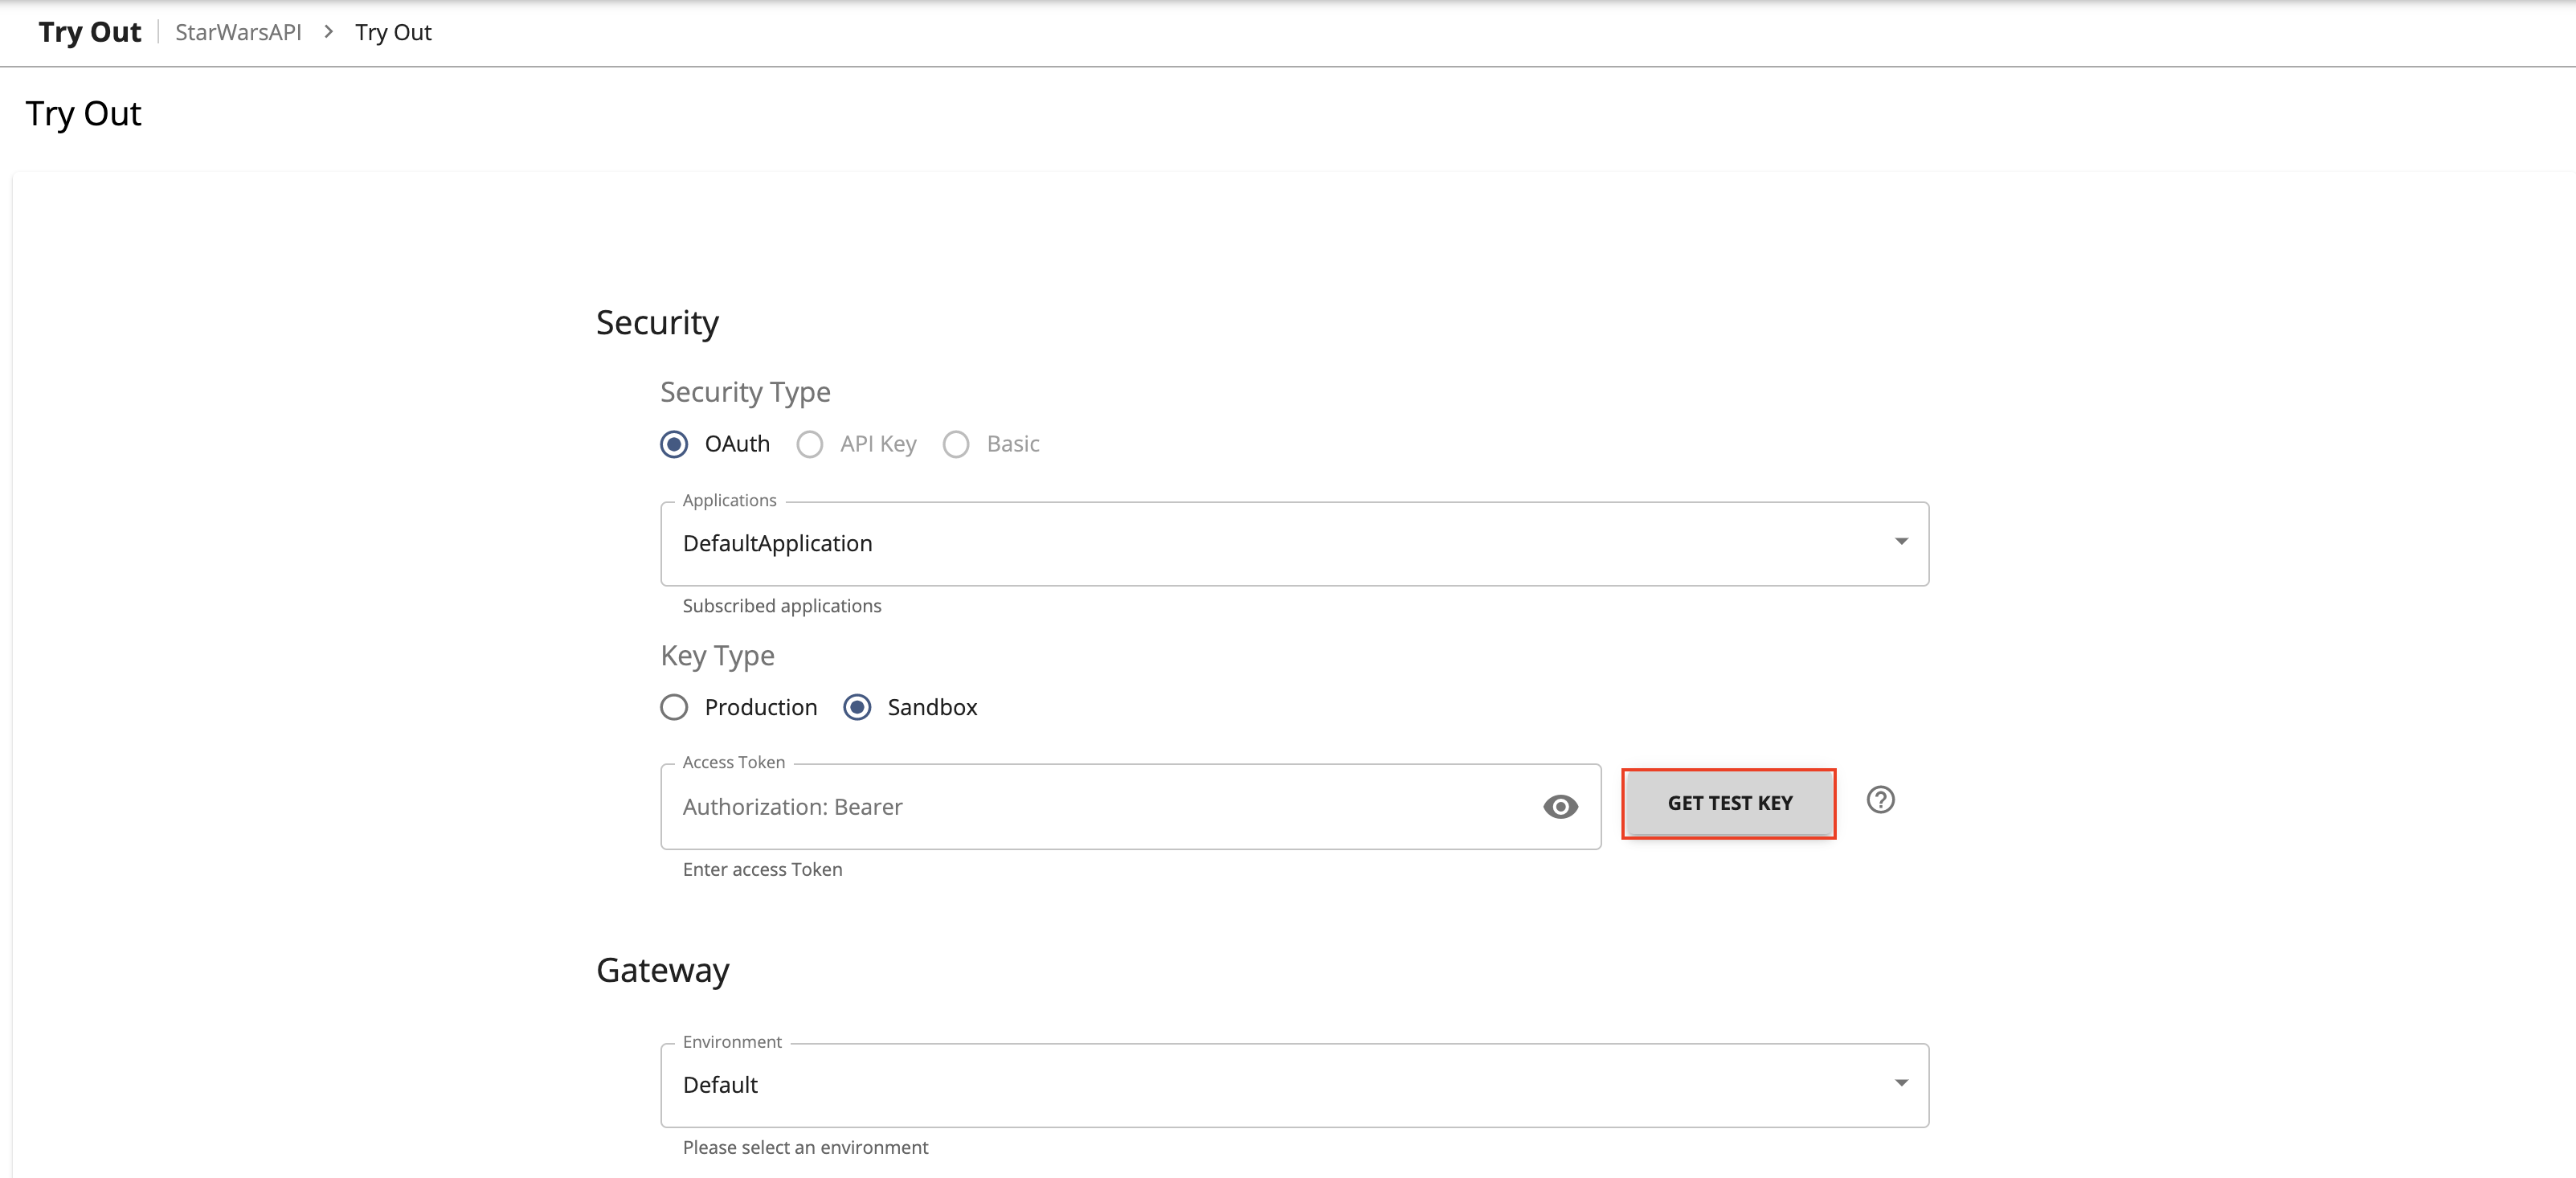 Try Out StarWarsAPI > Try Out
Try Out
Security
Security Type
OAuth API Key Basic
Applications
DefaultApplication
Subscribed applications
Key Type
Production Sandbox
Access Token
Authorization: Bearer
GET TEST KEY
Enter access Token
Gateway
Environment
Default
Please select an environment